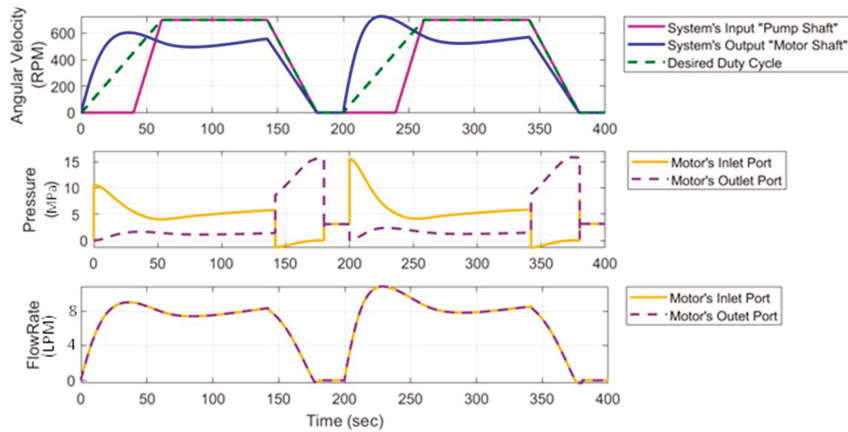 Angular Velocity
(RPM)
600
400
200
0
0 50 100 150 200 250 300 350 400
System's Input "Pump Shaft"
System's Output "Motor Shaft"
Desired Duty Cycle
Pressure
(MPa)
15
10
5
0
0 50 100 150 200 250 300 350 400
Motor's Inlet Port
Motor's Outlet Port
FlowRate
(LPM)
8
4
0
0 50 100 150 200 250 300 350 400
Time (sec)
Motor's Inlet Port
Motor's Outet Port